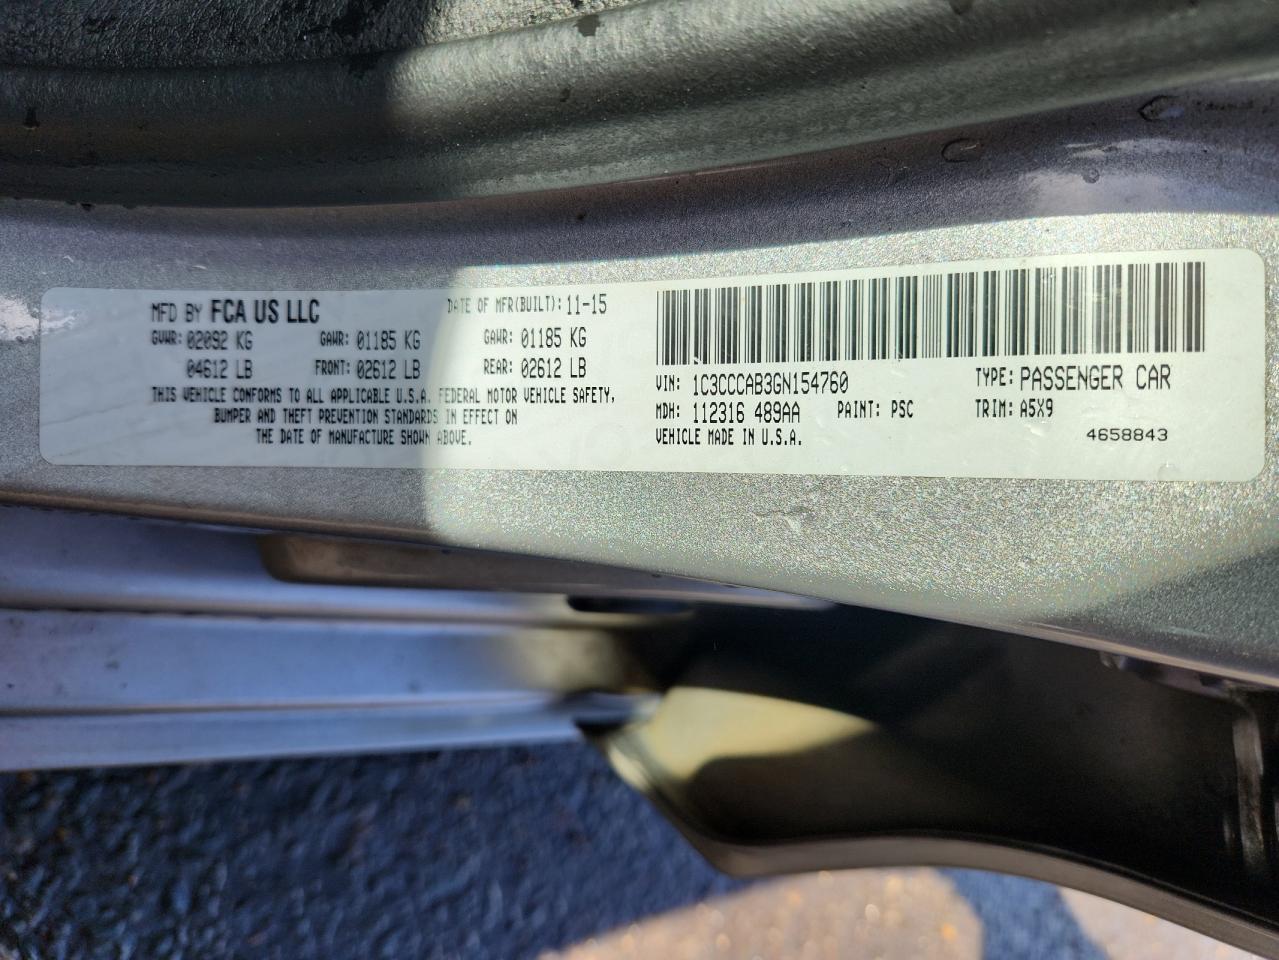 MFD BY FCA US LLC DATE OF MFR(BUILT): 11-15
GVWR: 02092 KG GAWR: 01185 KG GAWR: 01185 KG
04612 LB FRONT: 02612 LB REAR: 02612 LB
THIS VEHICLE CONFORMS TO ALL APPLICABLE U.S.A. FEDERAL MOTOR VEHICLE SAFETY,
BUMPER AND THEFT PREVENTION STANDARDS IN EFFECT ON
THE DATE OF MANUFACTURE SHOWN ABOVE.
VIN: 1C3CCCAB3GN154760 TYPE: PASSENGER CAR
MDH: 112316 489AA PAINT: PSC TRIM: A5X9
VEHICLE MADE IN U.S.A. 4658843